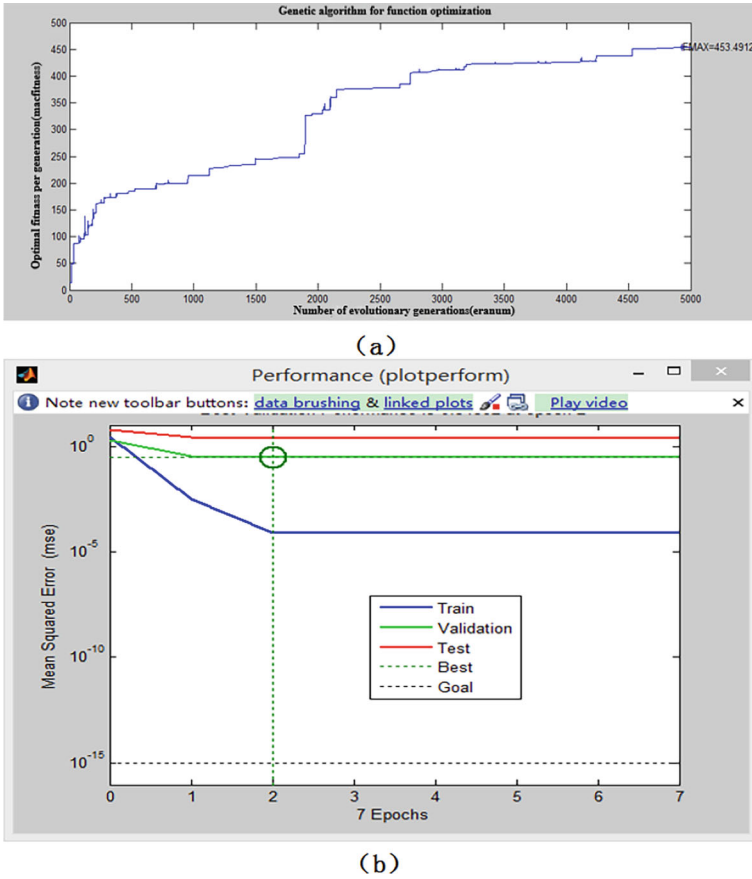 Genetic algorithm for function optimization
500
450
400
350
300
250
200
150
100
50
0
Optimal fitnass per generation(macfitness)
EMAX=453.4912
0 500 1000 1500 2000 2500 3000 3500 4000 4500 5000
Number of evolutionary generations(eranum)
(a)
Performance (plotperform)
Note new toolbar buttons: data brushing & linked plots Play video
10^0
10^-5
10^-10
10^-15
Mean Squared Error (mse)
Train
Validation
Test
Best
Goal
0 1 2 3 4 5 6 7
7 Epochs
(b)